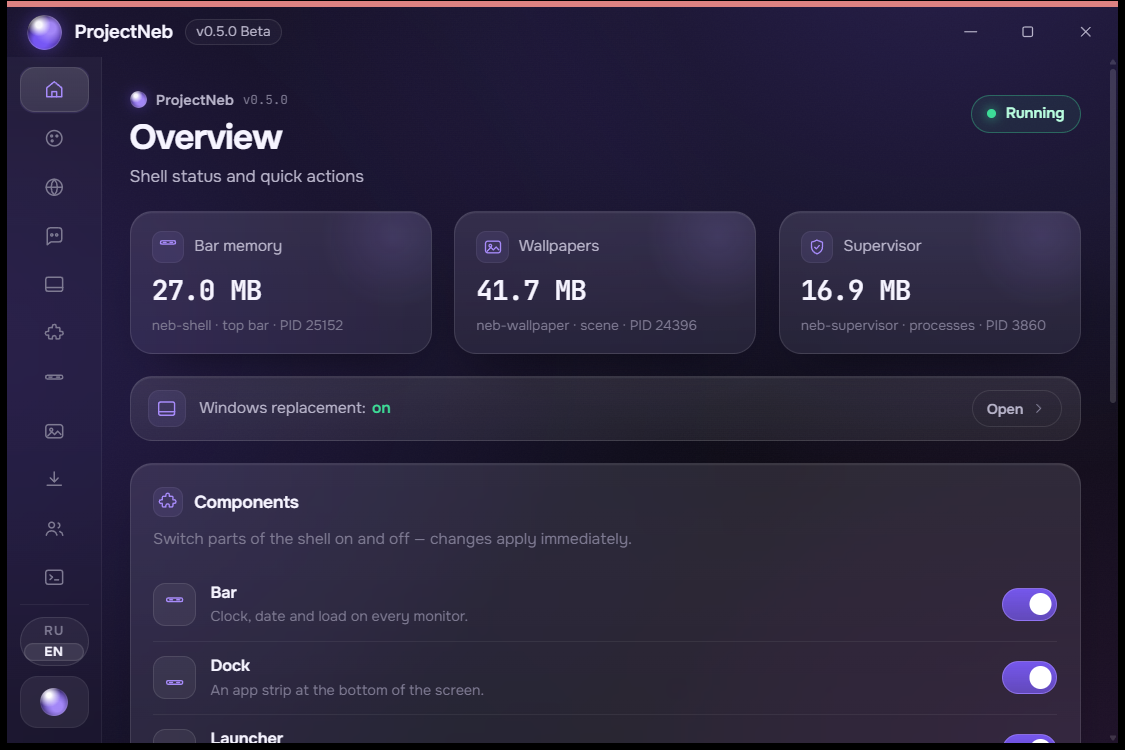 ProjectNeb v0.5.0 Beta
ProjectNeb v0.5.0
Overview
Running
Shell status and quick actions
Bar memory
27.0 MB
neb-shell · top bar · PID 25152
Wallpapers
41.7 MB
neb-wallpaper · scene · PID 24396
Supervisor
16.9 MB
neb-supervisor · processes · PID 3860
Windows replacement: on
Open
Components
Switch parts of the shell on and off — changes apply immediately.
Bar
Clock, date and load on every monitor.
Dock
An app strip at the bottom of the screen.
Launcher
RU
EN